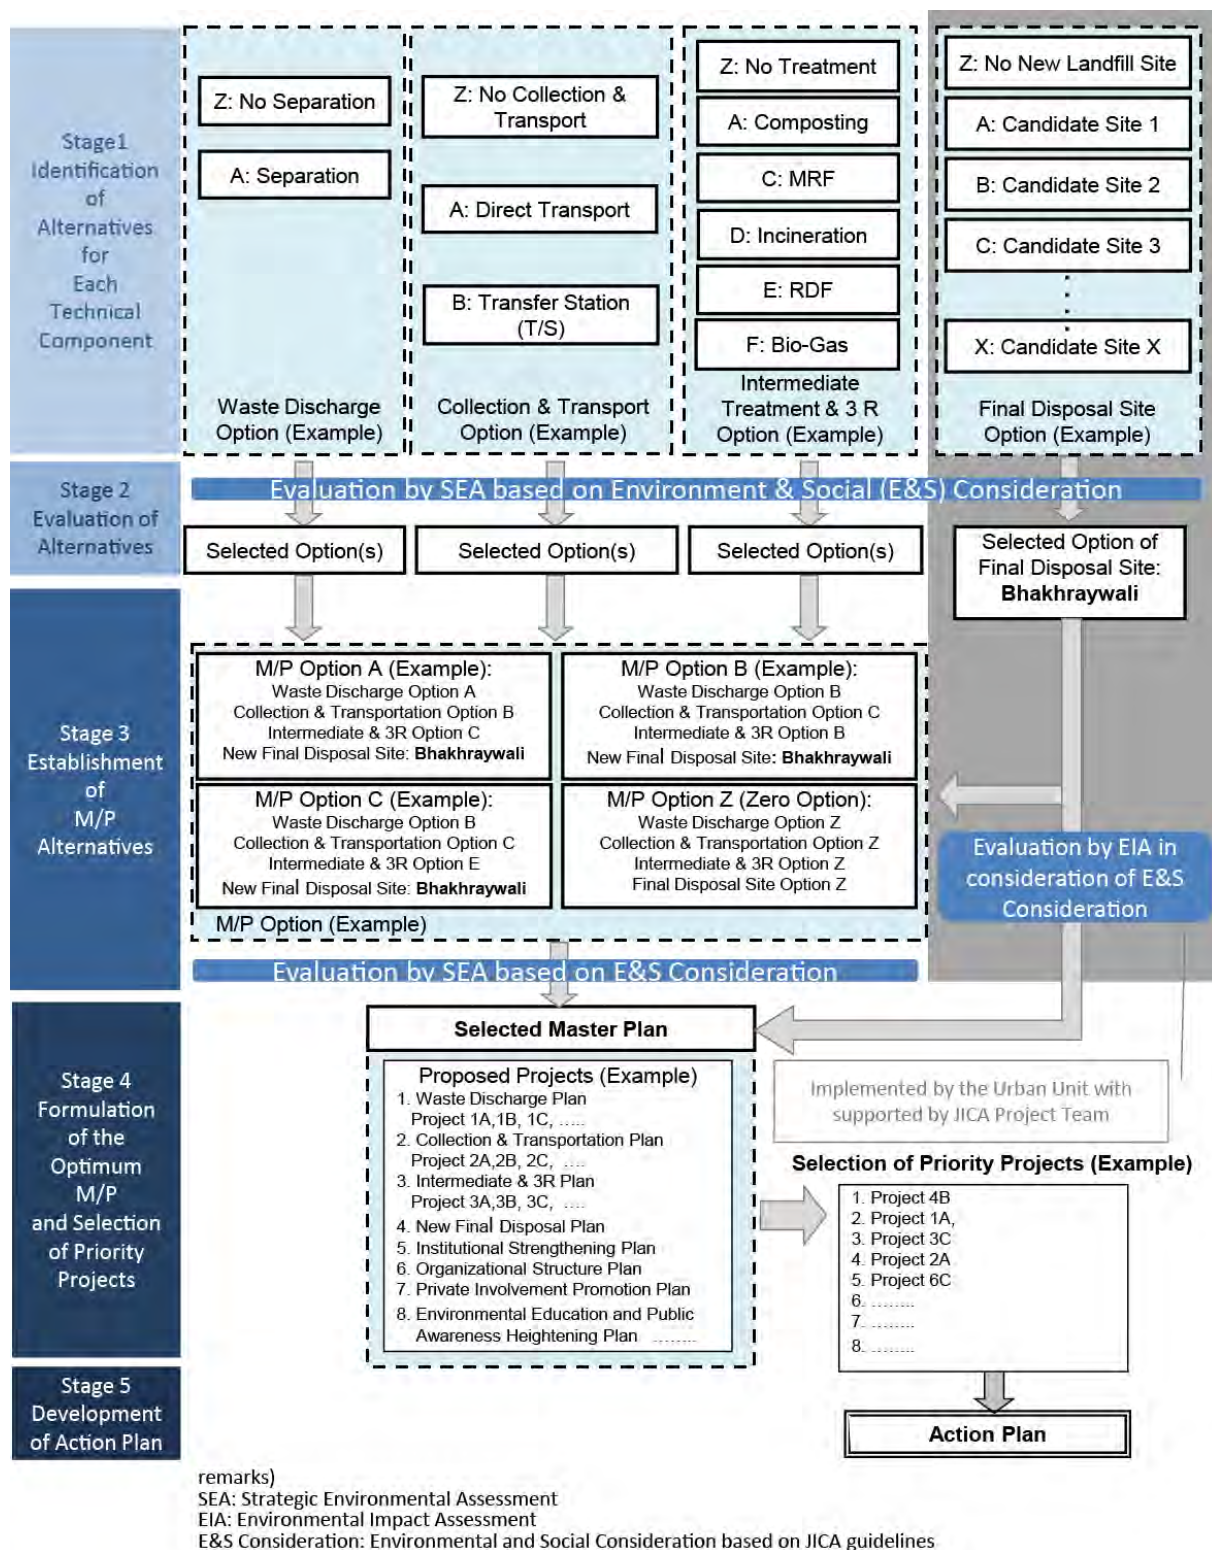 Stage1
Identification
of
Alternatives
for
Each
Technical
Component
Z: No Separation
A: Separation
Waste Discharge
Option (Example)
Z: No Collection &
Transport
A: Direct Transport
B: Transfer Station
(T/S)
Collection & Transport
Option (Example)
Z: No Treatment
A: Composting
C: MRF
D: Incineration
E: RDF
F: Bio-Gas
Intermediate
Treatment & 3 R
Option (Example)
Z: No New Landfill Site
A: Candidate Site 1
B: Candidate Site 2
C: Candidate Site 3
X: Candidate Site X
Final Disposal Site
Option (Example)
Stage 2
Evaluation of
Alternatives
Evaluation by SEA based on Environment & Social (E&S) Consideration
Selected Option(s)
Selected Option(s)
Selected Option(s)
Selected Option of
Final Disposal Site:
Bhakhraywali
Stage 3
Establishment
of
M/P
Alternatives
M/P Option A (Example):
Waste Discharge Option A
Collection & Transportation Option B
Intermediate & 3R Option C
New Final Disposal Site: Bhakhraywali
M/P Option B (Example):
Waste Discharge Option B
Collection & Transportation Option C
Intermediate & 3R Option B
New Final Disposal Site: Bhakhraywali
M/P Option C (Example):
Waste Discharge Option B
Collection & Transportation Option C
Intermediate & 3R Option E
New Final Disposal Site: Bhakhraywali
M/P Option Z (Zero Option):
Waste Discharge Option Z
Collection & Transportation Option Z
Intermediate & 3R Option Z
Final Disposal Site Option Z
M/P Option (Example)
Evaluation by EIA in
consideration of E&S
Consideration
Evaluation by SEA based on E&S Consideration
Stage 4
Formulation
of the
Optimum
M/P
and Selection
of Priority
Projects
Selected Master Plan
Proposed Projects (Example)
1. Waste Discharge Plan
Project 1A,1B, 1C, .....
2. Collection & Transportation Plan
Project 2A,2B, 2C, ....
3. Intermediate & 3R Plan
Project 3A,3B, 3C, ....
4. New Final Disposal Plan
5. Institutional Strengthening Plan
6. Organizational Structure Plan
7. Private Involvement Promotion Plan
8. Environmental Education and Public
Awareness Heightening Plan ........
Implemented by the Urban Unit with
supported by JICA Project Team
Selection of Priority Projects (Example)
1. Project 4B
2. Project 1A,
3. Project 3C
4. Project 2A
5. Project 6C
6. ........
7. ........
8. ........
Stage 5
Development
of Action Plan
Action Plan
remarks)
SEA: Strategic Environmental Assessment
EIA: Environmental Impact Assessment
E&S Consideration: Environmental and Social Consideration based on JICA guidelines